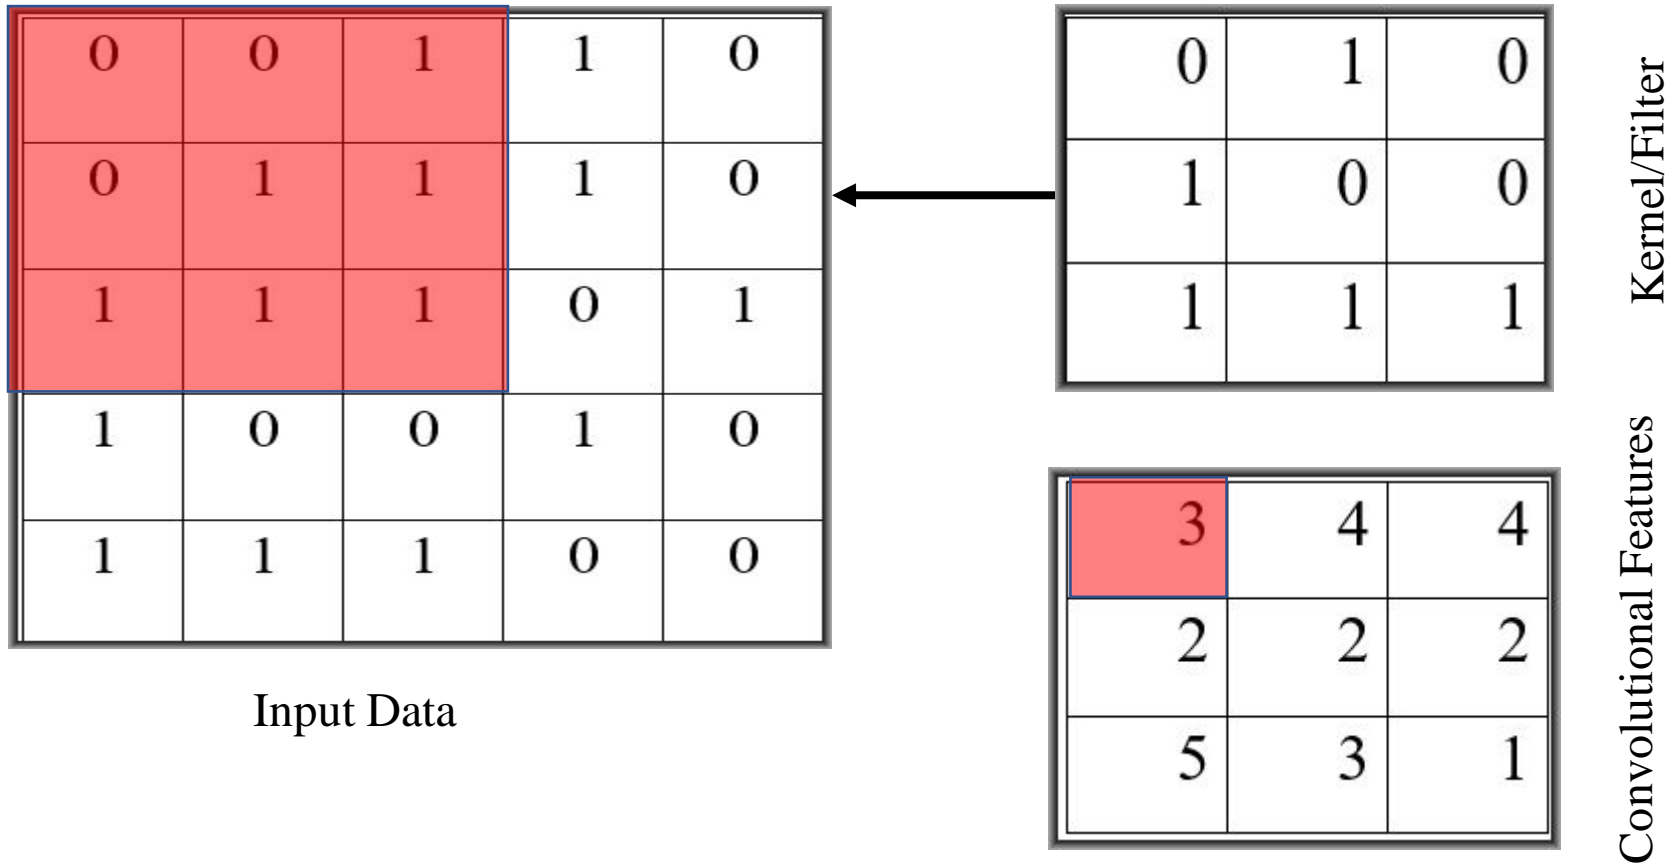 0 0 1 1 0
0 1 1 1 0
1 1 1 0 1
1 0 0 1 0
1 1 1 0 0
Input Data
0 1 0
1 0 0
1 1 1
Kernel/Filter
3 4 4
2 2 2
5 3 1
Convolutional Features